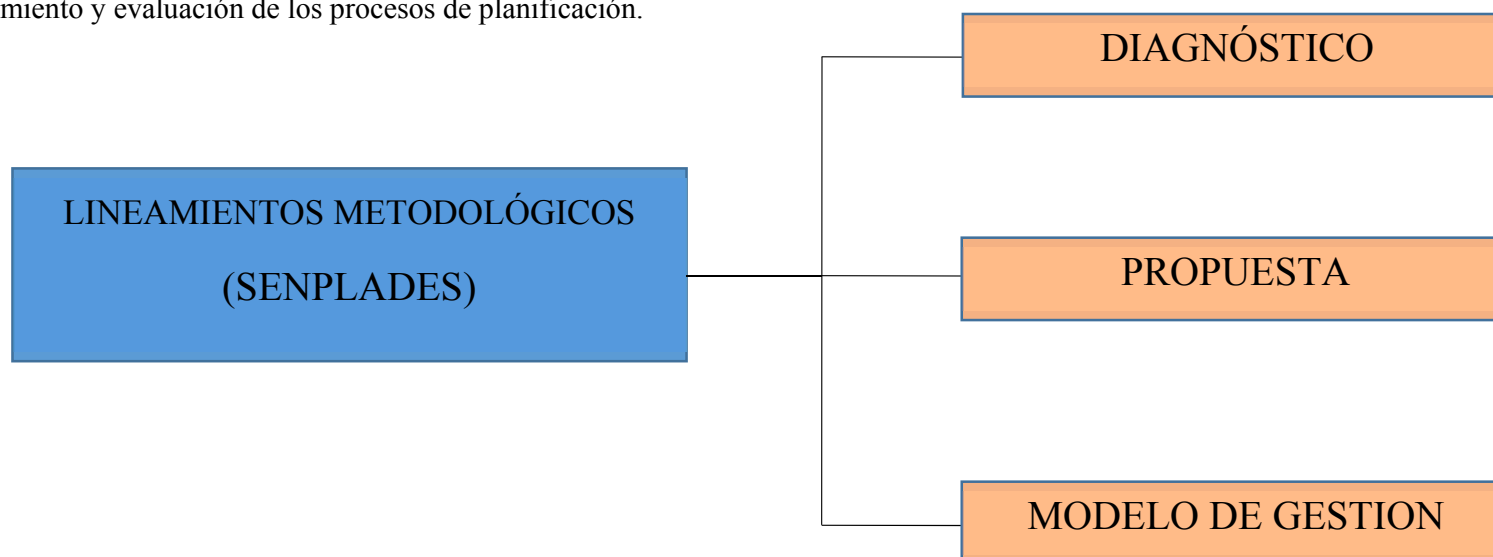 miento y evaluación de los procesos de planificación.
DIAGNÓSTICO
LINEAMIENTOS METODOLÓGICOS
(SENPLADES)
PROPUESTA
MODELO DE GESTION